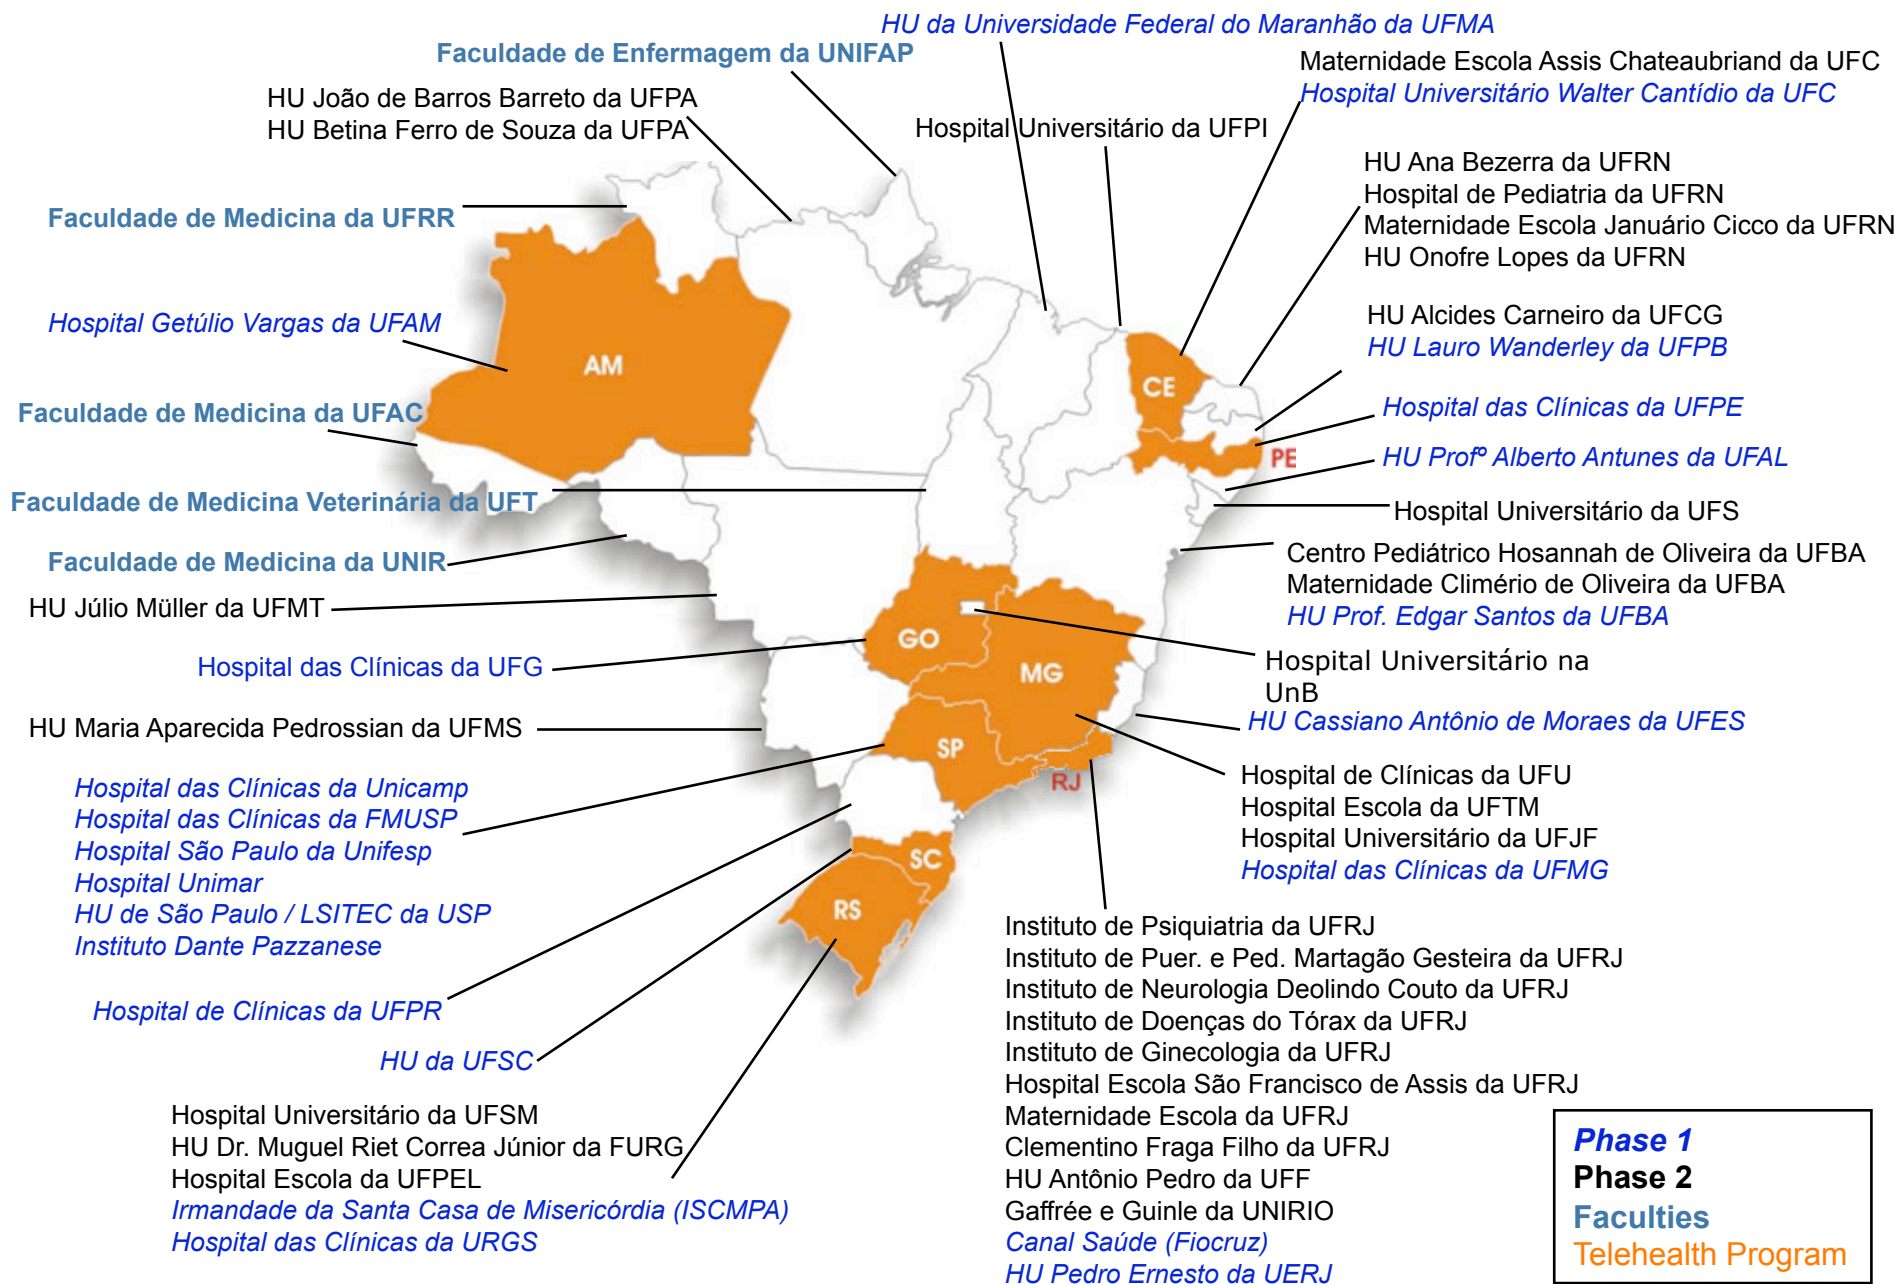 HU da Universidade Federal do Maranhão da UFMA
Faculdade de Enfermagem da UNIFAP
Maternidade Escola Assis Chateaubriand da UFC
Hospital Universitário Walter Cantídio da UFC
HU João de Barros Barreto da UFPA
HU Betina Ferro de Souza da UFPA
Hospital Universitário da UFPI
HU Ana Bezerra da UFRN
Hospital de Pediatria da UFRN
Maternidade Escola Januário Cicco da UFRN
HU Onofre Lopes da UFRN
Faculdade de Medicina da UFRR
Hospital Getúlio Vargas da UFAM
HU Alcides Carneiro da UFCG
HU Lauro Wanderley da UFPB
AM
CE
Faculdade de Medicina da UFAC
Hospital das Clínicas da UFPE
PE
HU Profº Alberto Antunes da UFAL
Faculdade de Medicina Veterinária da UFT
Hospital Universitário da UFS
Faculdade de Medicina da UNIR
Centro Pediátrico Hosannah de Oliveira da UFBA
Maternidade Climério de Oliveira da UFBA
HU Prof. Edgar Santos da UFBA
HU Júlio Müller da UFMT
GO
MG
Hospital das Clínicas da UFG
Hospital Universitário na
UnB
HU Maria Aparecida Pedrossian da UFMS
HU Cassiano Antônio de Moraes da UFES
SP
RJ
Hospital das Clínicas da Unicamp
Hospital das Clínicas da FMUSP
Hospital São Paulo da Unifesp
Hospital Unimar
HU de São Paulo / LSITEC da USP
Instituto Dante Pazzanese
Hospital de Clínicas da UFU
Hospital Escola da UFTM
Hospital Universitário da UFJF
Hospital das Clínicas da UFMG
SC
RS
Hospital de Clínicas da UFPR
HU da UFSC
Instituto de Psiquiatria da UFRJ
Instituto de Puer. e Ped. Martagão Gesteira da UFRJ
Instituto de Neurologia Deolindo Couto da UFRJ
Instituto de Doenças do Tórax da UFRJ
Instituto de Ginecologia da UFRJ
Hospital Escola São Francisco de Assis da UFRJ
Maternidade Escola da UFRJ
Clementino Fraga Filho da UFRJ
HU Antônio Pedro da UFF
Gaffrée e Guinle da UNIRIO
Canal Saúde (Fiocruz)
HU Pedro Ernesto da UERJ
Hospital Universitário da UFSM
HU Dr. Muguel Riet Correa Júnior da FURG
Hospital Escola da UFPEL
Irmandade da Santa Casa de Misericórdia (ISCMPA)
Hospital das Clínicas da URGS
Phase 1
Phase 2
Faculties
Telehealth Program